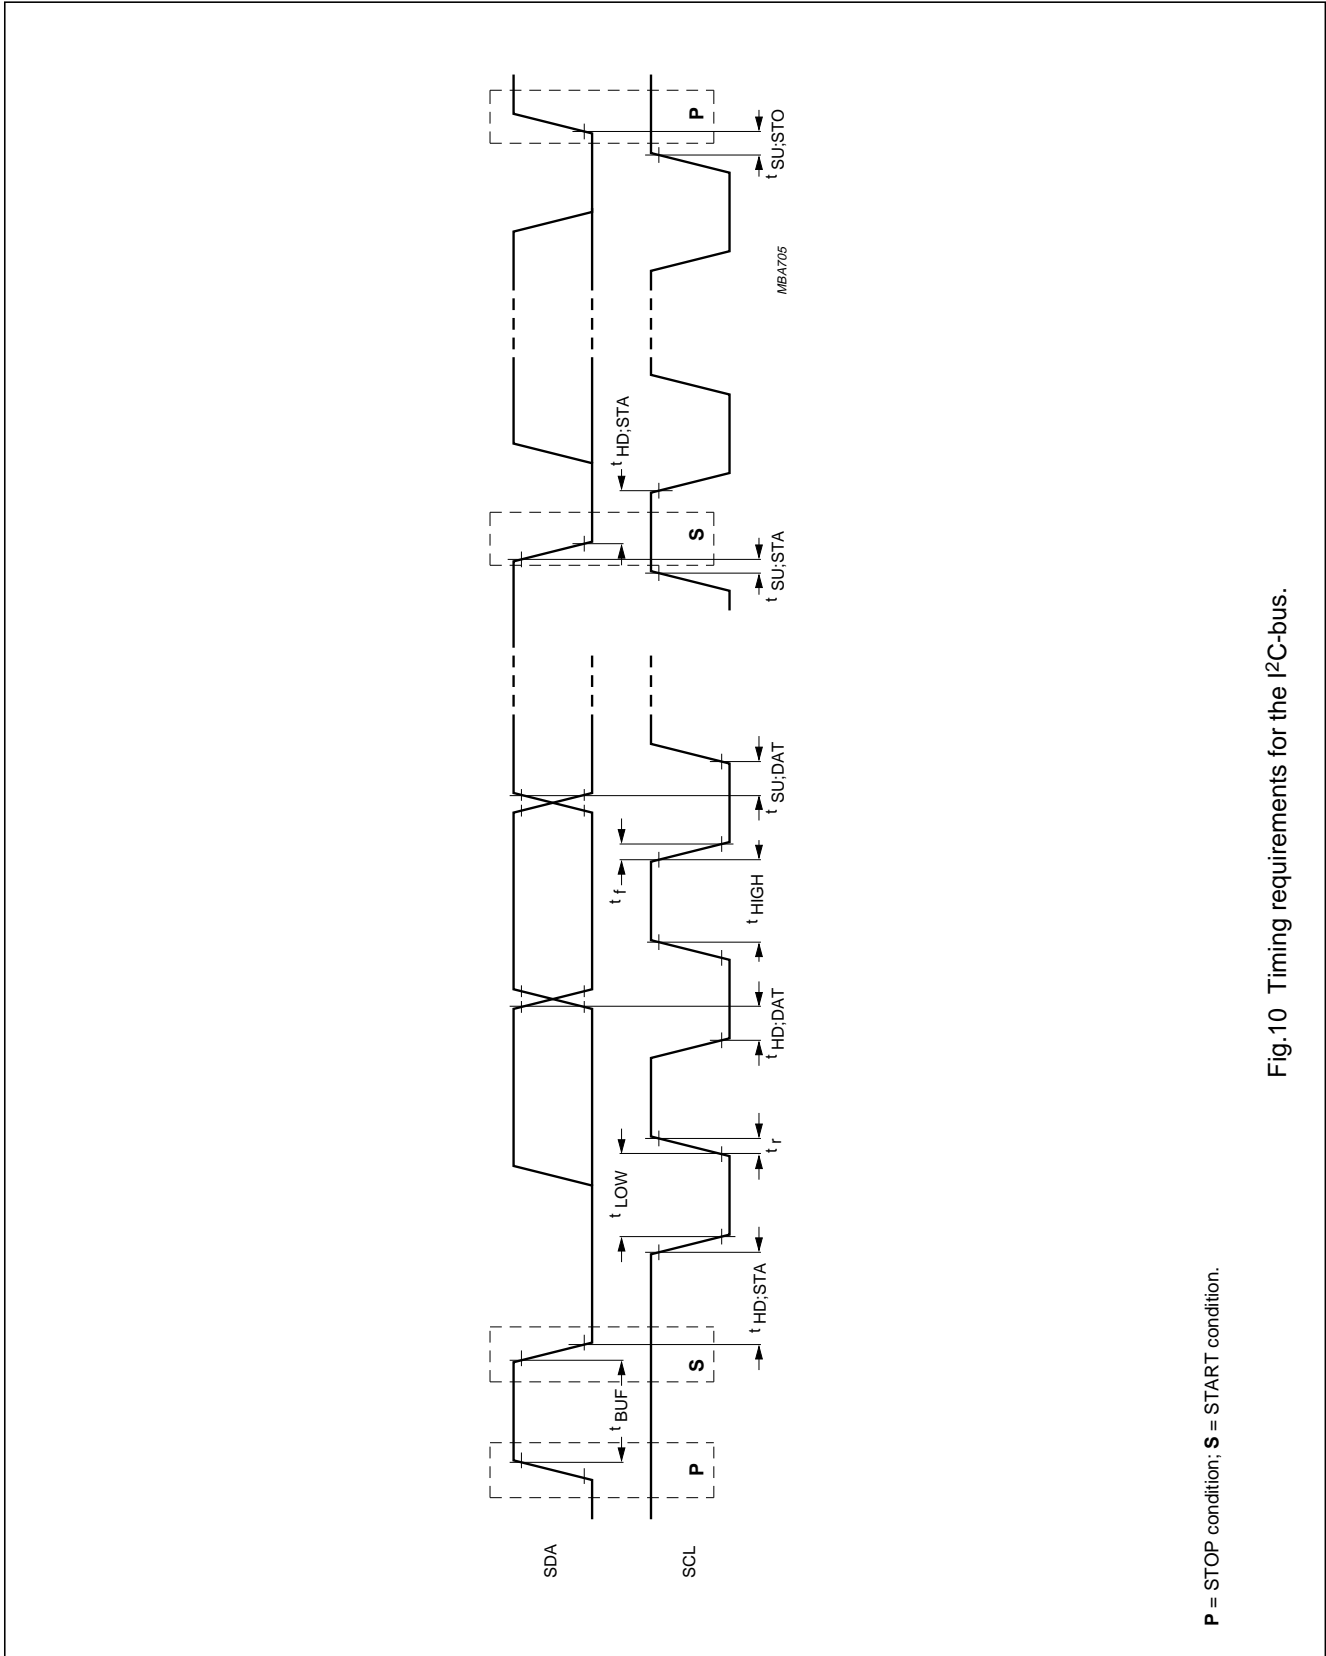 SDA
P
S
S
P
t BUF
t LOW
t f
t HD;STA
SCL
t HD;STA
t r
t HD;DAT
t HIGH
t SU;DAT
t SU;STA
t SU;STO
MBA705
P = STOP condition; S = START condition.
Fig.10 Timing requirements for the I²C-bus.